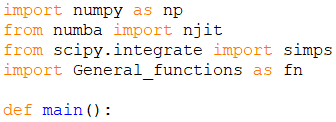 import numpy as np
from numba import njit
from scipy.integrate import simps
import General_functions as fn
def main():